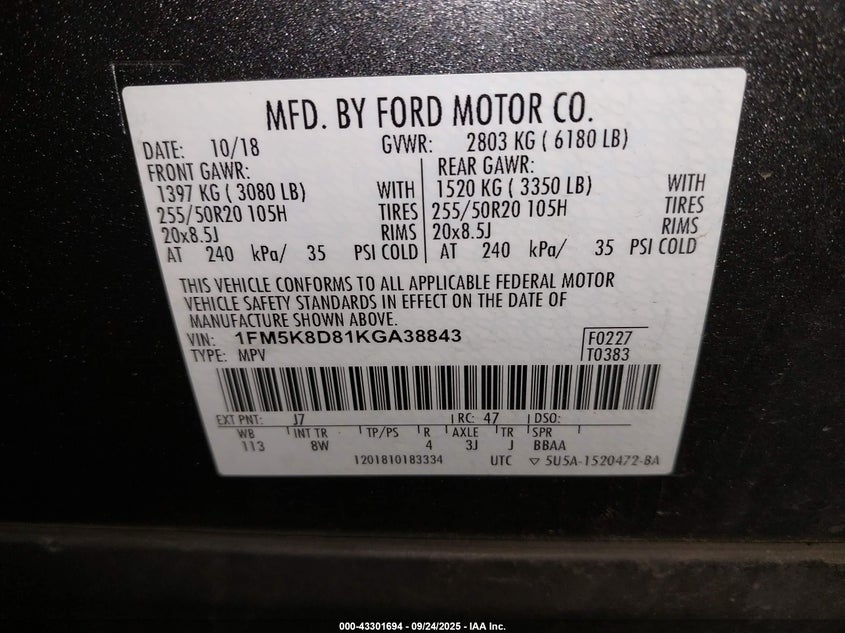 MFD. BY FORD MOTOR CO.
DATE: 10/18 GVWR: 2803 KG ( 6180 LB)
FRONT GAWR: REAR GAWR:
1397 KG ( 3080 LB) WITH 1520 KG ( 3350 LB) WITH
255/50R20 105H TIRES 255/50R20 105H TIRES
20x8.5J RIMS 20x8.5J RIMS
AT 240 kPa/ 35 PSI COLD AT 240 kPa/ 35 PSI COLD
THIS VEHICLE CONFORMS TO ALL APPLICABLE FEDERAL MOTOR
VEHICLE SAFETY STANDARDS IN EFFECT ON THE DATE OF
MANUFACTURE SHOWN ABOVE.
VIN: 1FM5K8D81KGA38843 F0227
TYPE: MPV T0383
EXT PNT: J7 RC: 47 DSO:
WB INT TR TP/PS R AXLE TR SPR
113 8W 4 3J J BBAA
1201810183334 UTC ▽ 5U5A-1520472-BA
000-43301694 - 09/24/2025 - IAA Inc.